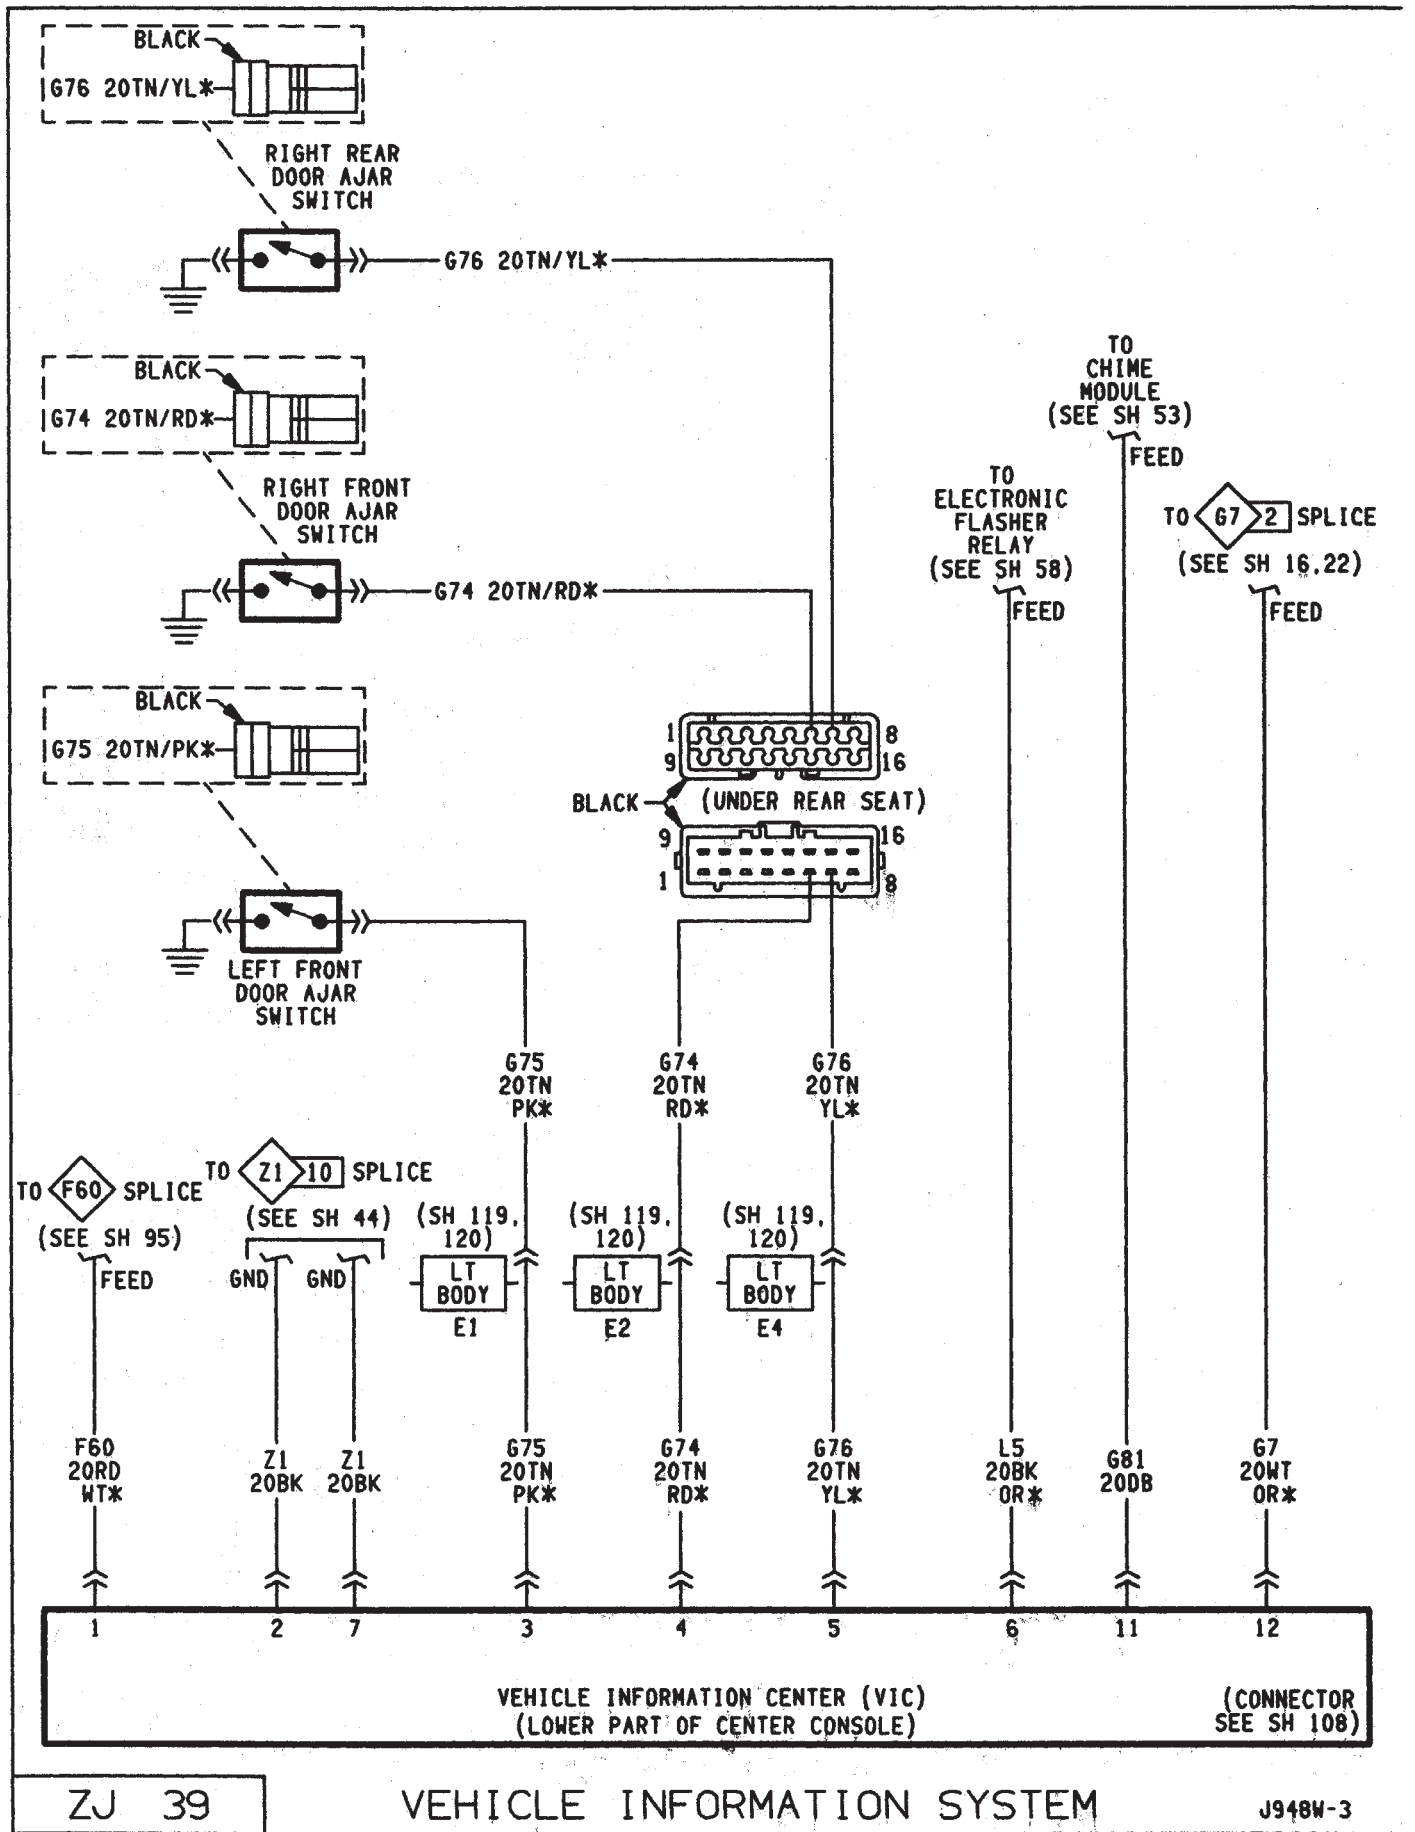 BLACK
G76 20TN/YL*
RIGHT REAR
DOOR AJAR
SWITCH
G76 20TN/YL*
BLACK
G74 20TN/RD*
RIGHT FRONT
DOOR AJAR
SWITCH
G74 20TN/RD*
TO
CHIME
MODULE
(SEE SH 53)
FEED
TO
ELECTRONIC
FLASHER
RELAY
(SEE SH 58)
FEED
TO G7 2 SPLICE
(SEE SH 16,22)
FEED
BLACK
G75 20TN/PK*
1 8
9 16
BLACK (UNDER REAR SEAT)
9 16
1 8
LEFT FRONT
DOOR AJAR
SWITCH
G75
20TN
PK*
G74
20TN
RD*
G76
20TN
YL*
TO F60 SPLICE
(SEE SH 95)
FEED
TO Z1 10 SPLICE
(SEE SH 44)
GND GND
(SH 119,
120)
LT
BODY
E1
(SH 119,
120)
LT
BODY
E2
(SH 119,
120)
LT
BODY
E4
F60
20RD
WT*
Z1
20BK
Z1
20BK
G75
20TN
PK*
G74
20TN
RD*
G76
20TN
YL*
L5
20BK
OR*
G81
20DB
G7
20WT
OR*
1 2 7 3 4 5 6 11 12
VEHICLE INFORMATION CENTER (VIC)
(LOWER PART OF CENTER CONSOLE)
(CONNECTOR
SEE SH 108)
ZJ 39
VEHICLE INFORMATION SYSTEM
J948W-3